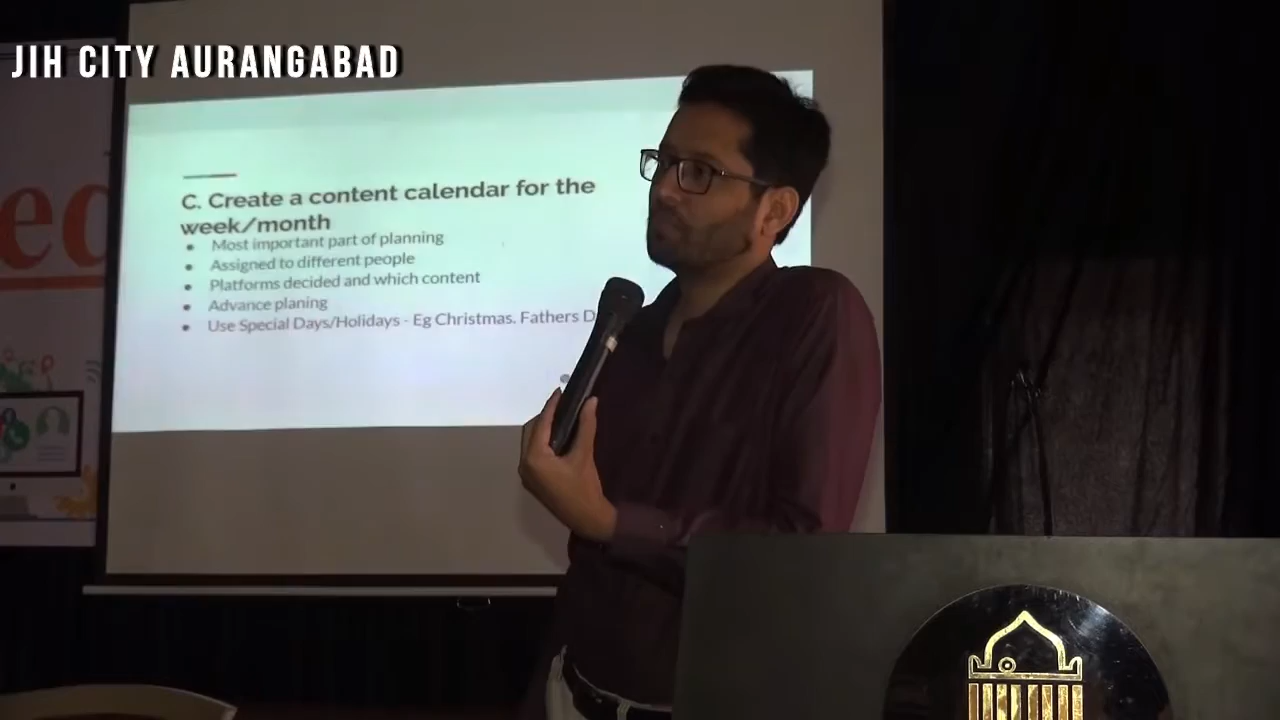 JIH CITY AURANGABAD
ed
C. Create a content calendar for the
week/month
Most important part of planning
Assigned to different people
Platforms decided and which content
Advance planing
Use Special Days/Holidays - Eg Christmas. Fathers D